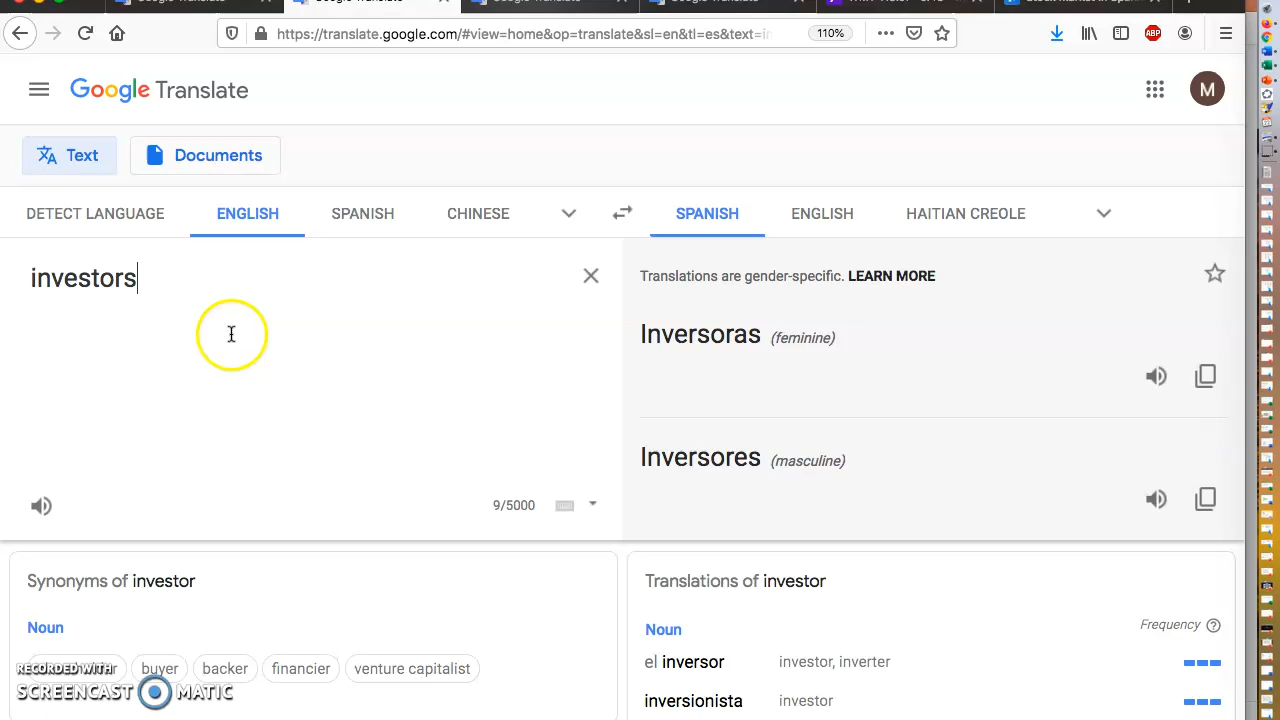 https://translate.google.com/#view=home&op=translate&sl=en&tl=es&text=i
110%
ABP
Google Translate
M
Text
Documents
DETECT LANGUAGE
ENGLISH
SPANISH
CHINESE
SPANISH
ENGLISH
HAITIAN CREOLE
investors
Translations are gender-specific. LEARN MORE
Inversoras (feminine)
Inversores (masculine)
9/5000
Synonyms of investor
Noun
buyer
backer
financier
venture capitalist
Translations of investor
Noun
Frequency
el inversor
investor, inverter
inversionista
investor
RECORDED WITH
SCREENCAST MATIC